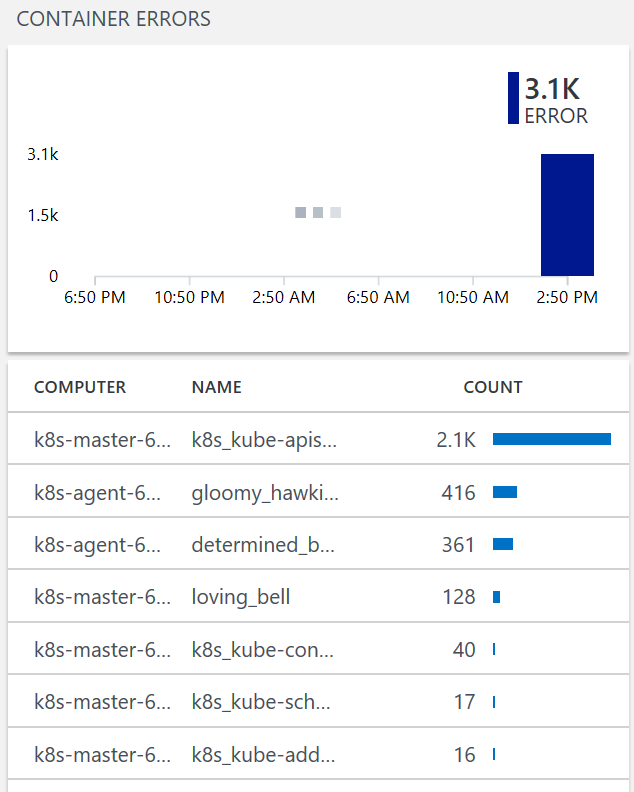 CONTAINER ERRORS
3.1K
ERROR
3.1k
1.5k
0
6:50 PM 10:50 PM 2:50 AM 6:50 AM 10:50 AM 2:50 PM
COMPUTER NAME COUNT
k8s-master-6... k8s_kube-apis... 2.1K
k8s-agent-6... gloomy_hawki... 416
k8s-agent-6... determined_b... 361
k8s-master-6... loving_bell 128
k8s-master-6... k8s_kube-con... 40
k8s-master-6... k8s_kube-sch... 17
k8s-master-6... k8s_kube-add... 16